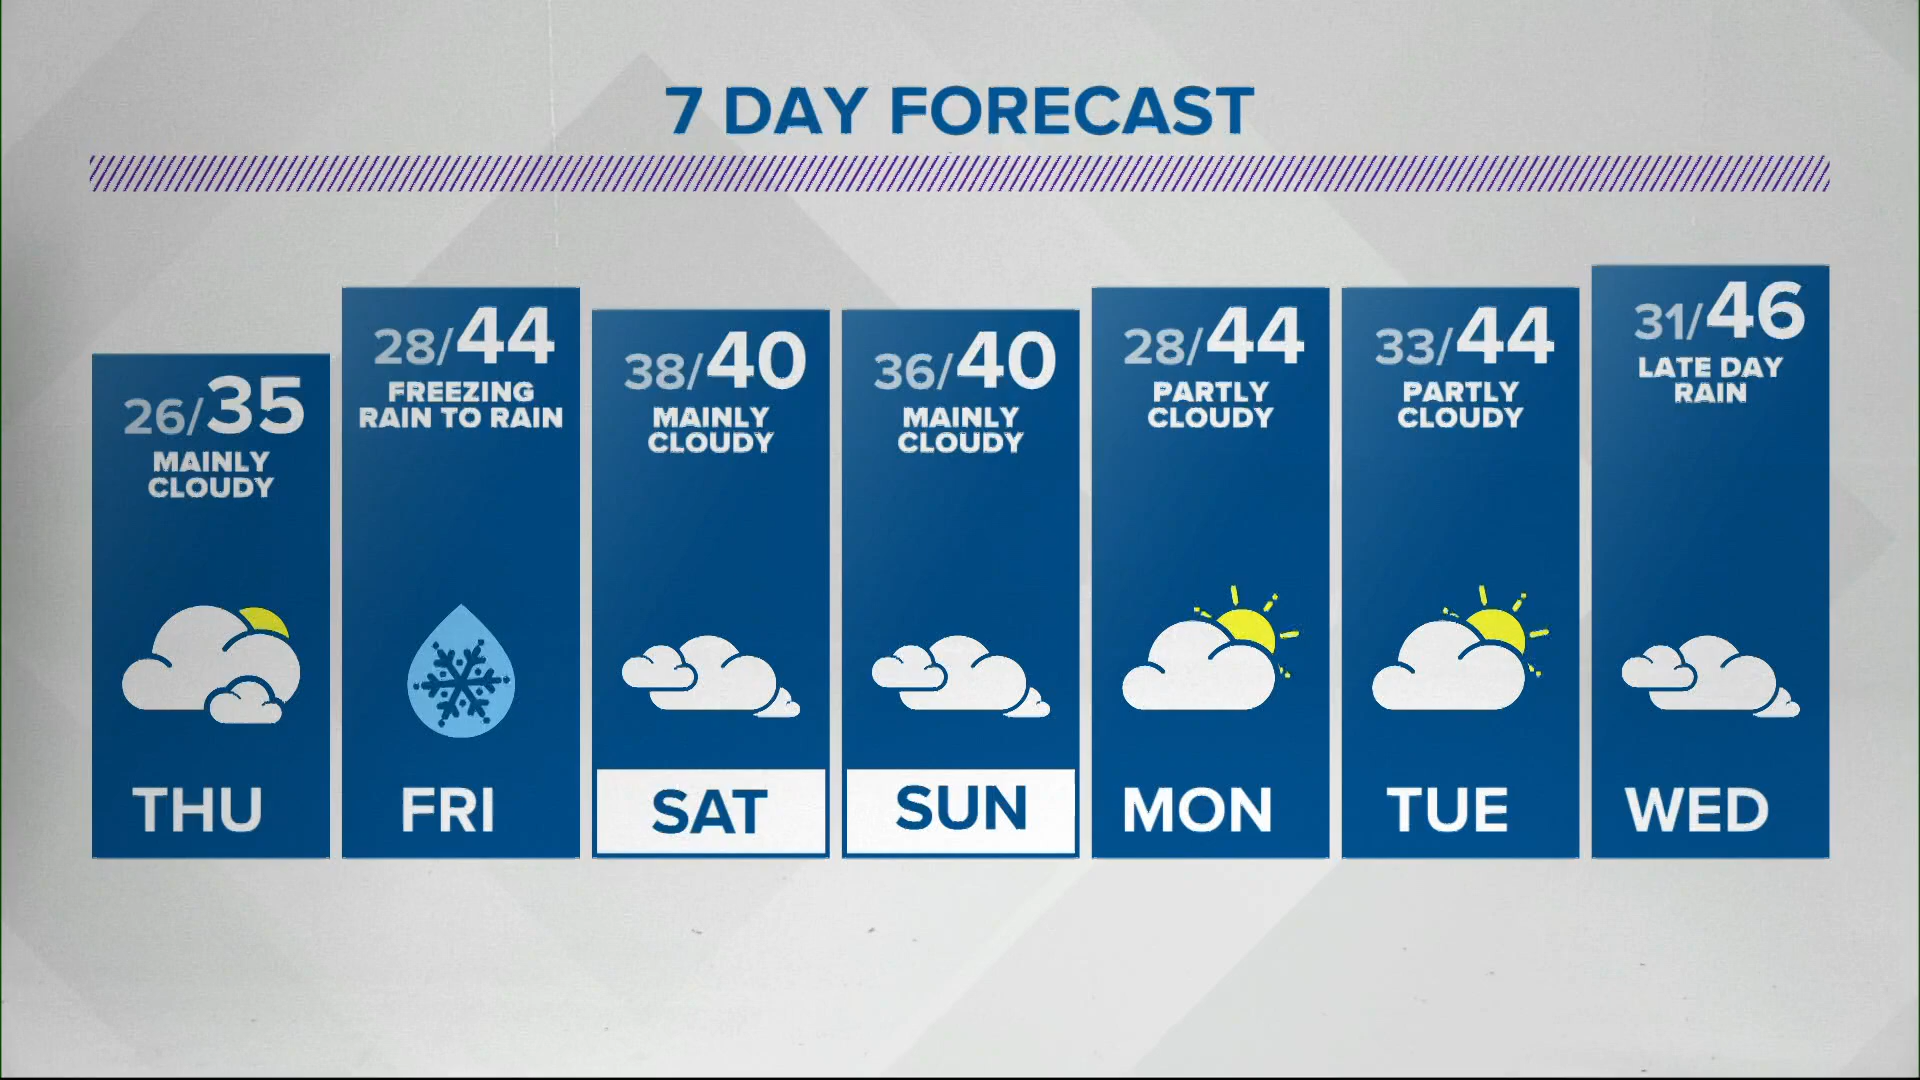 7 DAY FORECAST
26/35
MAINLY
CLOUDY
THU
28/44
FREEZING
RAIN TO RAIN
FRI
38/40
MAINLY
CLOUDY
SAT
36/40
MAINLY
CLOUDY
SUN
28/44
PARTLY
CLOUDY
MON
33/44
PARTLY
CLOUDY
TUE
31/46
LATE DAY
RAIN
WED